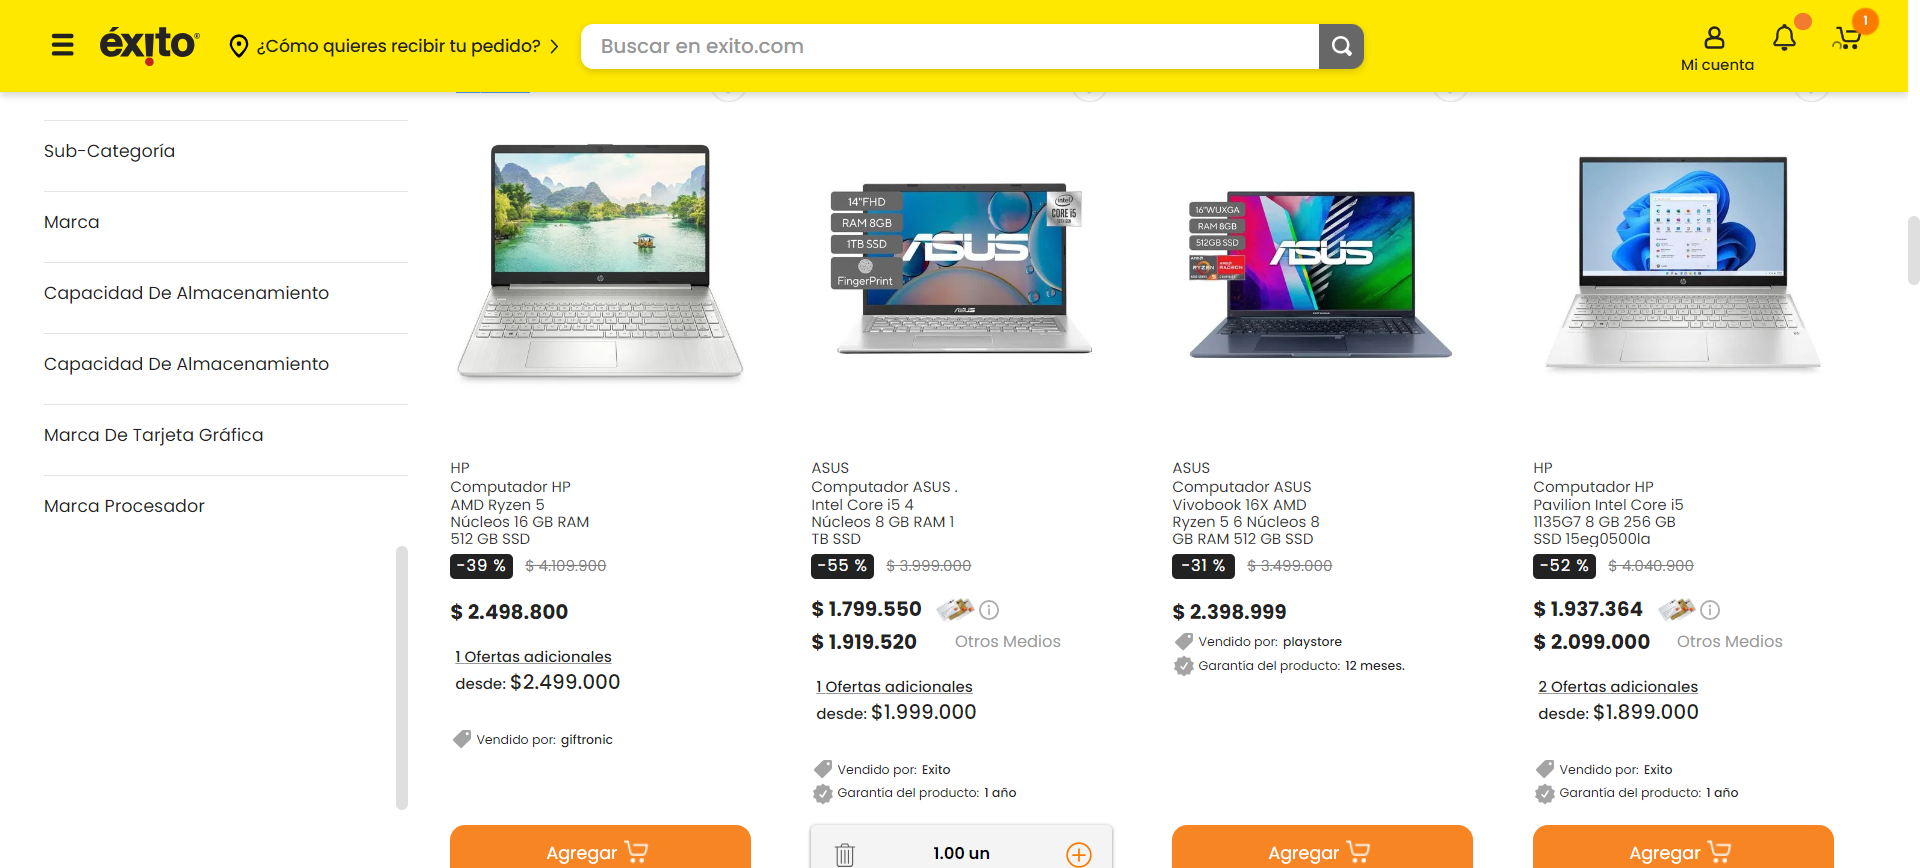 éxito
¿Cómo quieres recibir tu pedido?
Buscar en exito.com
Mi cuenta
1
Sub-Categoría
Marca
Capacidad De Almacenamiento
Capacidad De Almacenamiento
Marca De Tarjeta Gráfica
Marca Procesador
HP
Computador HP
AMD Ryzen 5
Núcleos 16 GB RAM
512 GB SSD
-39 % $ 4.109.900
$ 2.498.800
1 Ofertas adicionales
desde: $2.499.000
Vendido por: giftronic
Agregar
14"FHD
RAM 8GB
1TB SSD
FingerPrint
intel
CORE i5
ASUS
ASUS
ASUS
Computador ASUS .
Intel Core i5 4
Núcleos 8 GB RAM 1
TB SSD
-55 % $ 3.999.000
$ 1.799.550
$ 1.919.520 Otros Medios
1 Ofertas adicionales
desde: $1.999.000
Vendido por: Exito
Garantía del producto: 1 año
1.00 un
16"WUXGA
RAM 8GB
512GB SSD
AMD
RYZEN
RADEON
ASUS
ASUS
Computador ASUS
Vivobook 16X AMD
Ryzen 5 6 Núcleos 8
GB RAM 512 GB SSD
-31 % $ 3.499.000
$ 2.398.999
Vendido por: playstore
Garantía del producto: 12 meses.
Agregar
HP
Computador HP
Pavilion Intel Core i5
1135G7 8 GB 256 GB
SSD 15eg0500la
-52 % $ 4.040.900
$ 1.937.364
$ 2.099.000 Otros Medios
2 Ofertas adicionales
desde: $1.899.000
Vendido por: Exito
Garantía del producto: 1 año
Agregar